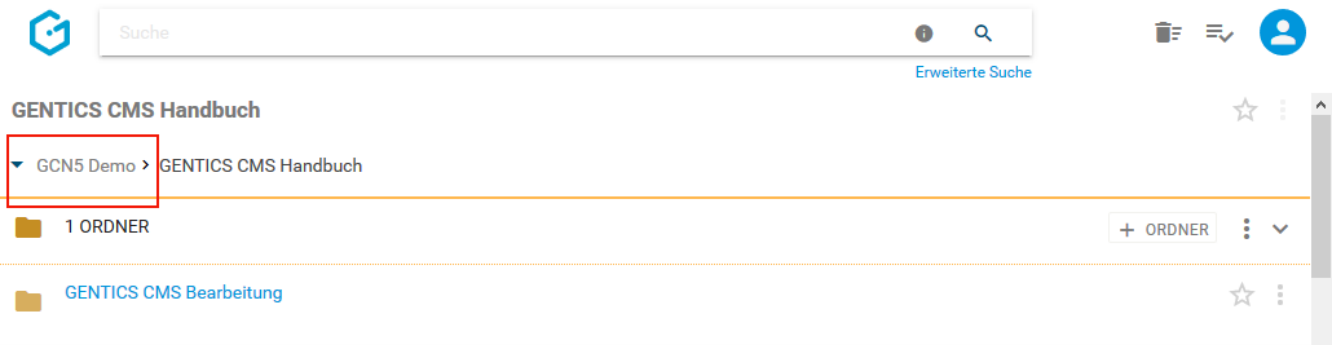 Suche
Erweiterte Suche
GENTICS CMS Handbuch
GCN5 Demo › GENTICS CMS Handbuch
1 ORDNER + ORDNER
GENTICS CMS Bearbeitung